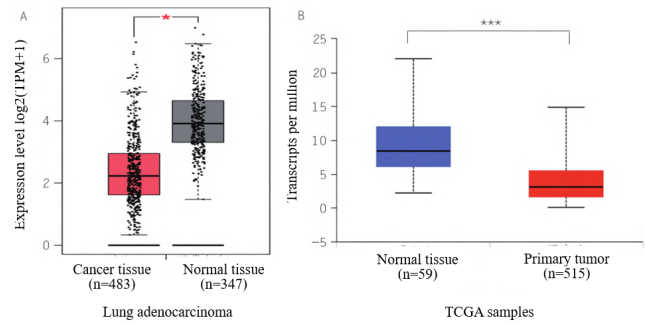 A
Expression level log2(TPM+1)
6
4
2
0
*
Cancer tissue
(n=483)
Normal tissue
(n=347)
Lung adenocarcinoma
B
Transcripts per million
25
20
15
10
5
0
−5
***
Normal tissue
(n=59)
Primary tumor
(n=515)
TCGA samples